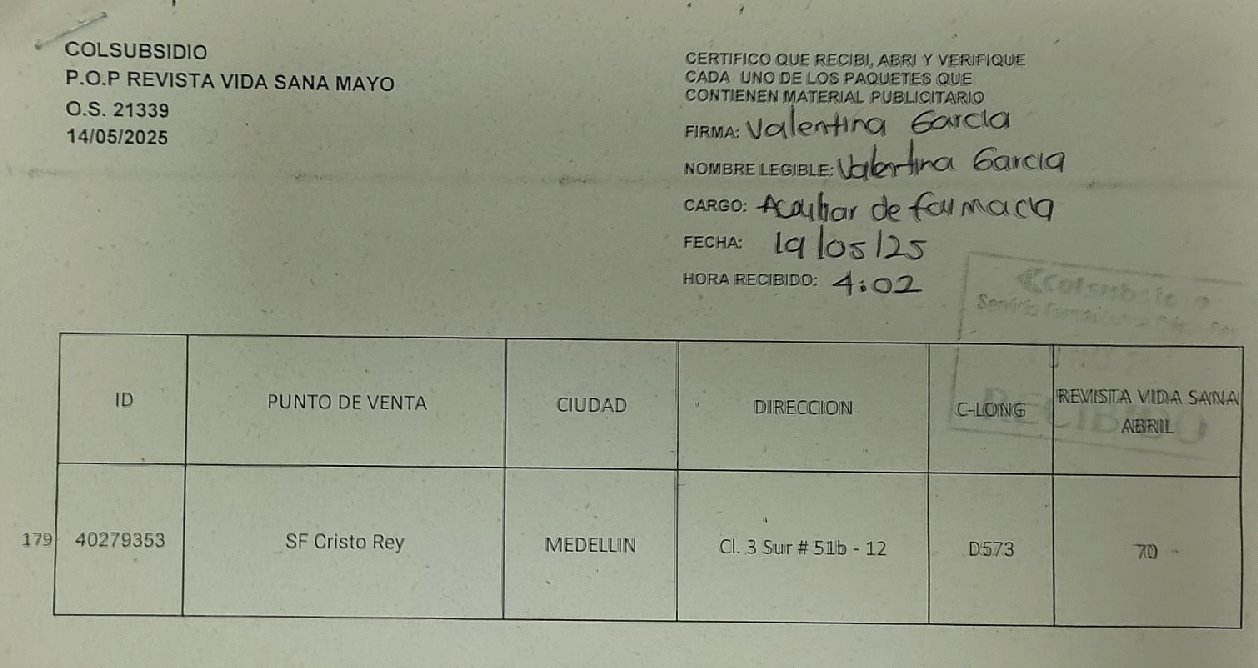 COLSUBSIDIO
P.O.P REVISTA VIDA SANA MAYO
O.S. 21339
14/05/2025
CERTIFICO QUE RECIBI, ABRI Y VERIFIQUE
CADA UNO DE LOS PAQUETES QUE
CONTIENEN MATERIAL PUBLICITARIO
FIRMA: Valentina Garcia
NOMBRE LEGIBLE: Valentina Garcia
CARGO: de farmacia
FECHA: 19/05/25
HORA RECIBIDO: 4:02
Colsubsidio
RECIBIDO
ID PUNTO DE VENTA CIUDAD DIRECCION C-LONG REVISTA VIDA SANA
ABRIL
179 40279353 SF Cristo Rey MEDELLIN Cl. 3 Sur # 51b - 12 D573 70